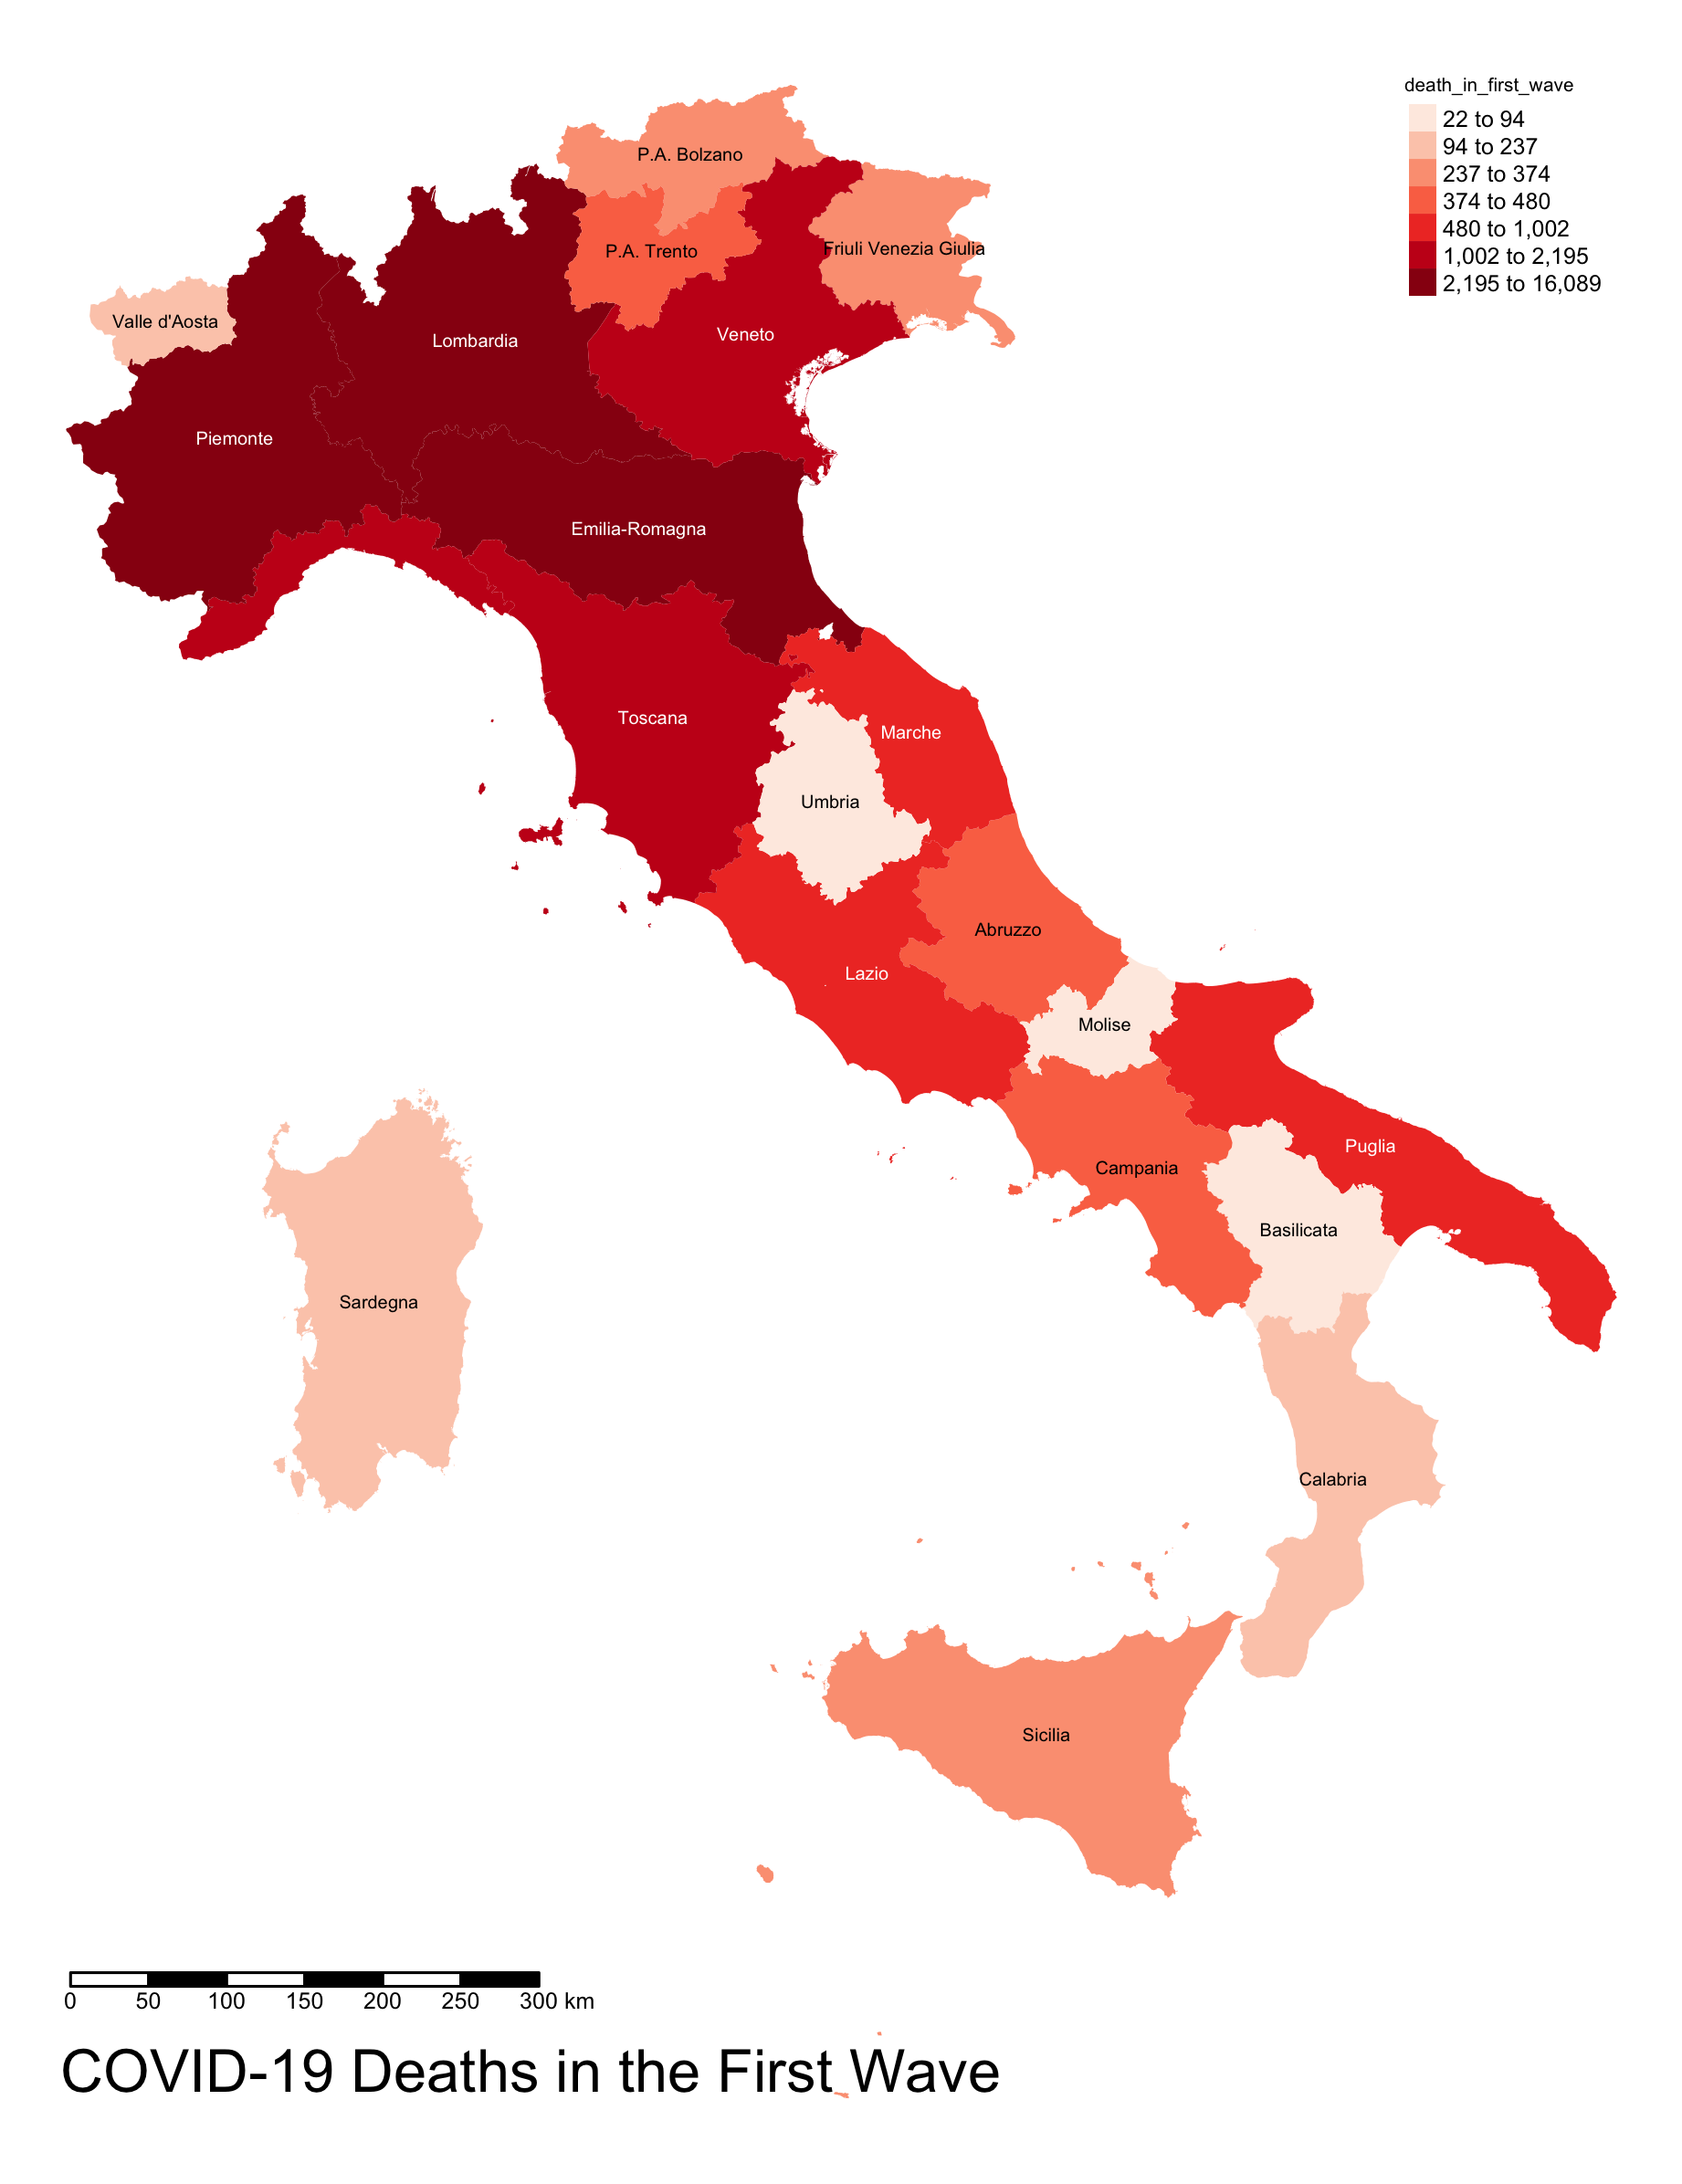 death_in_first_wave
22 to 94
94 to 237
237 to 374
374 to 480
480 to 1,002
1,002 to 2,195
2,195 to 16,089
P.A. Bolzano
P.A. Trento
Friuli Venezia Giulia
Valle d'Aosta
Lombardia
Veneto
Piemonte
Emilia-Romagna
Toscana
Marche
Umbria
Abruzzo
Lazio
Molise
Puglia
Campania
Basilicata
Sardegna
Calabria
Sicilia
0 50 100 150 200 250 300 km
COVID-19 Deaths in the First Wave